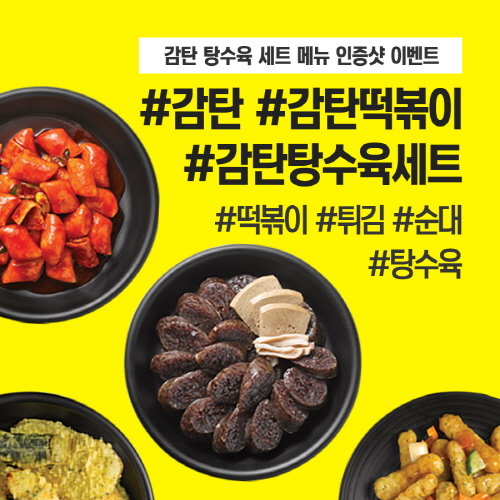 감탄 탕수육 세트 메뉴 인증샷 이벤트
#감탄 #감탄떡볶이
#감탄탕수육세트
#떡볶이 #튀김 #순대
#탕수육